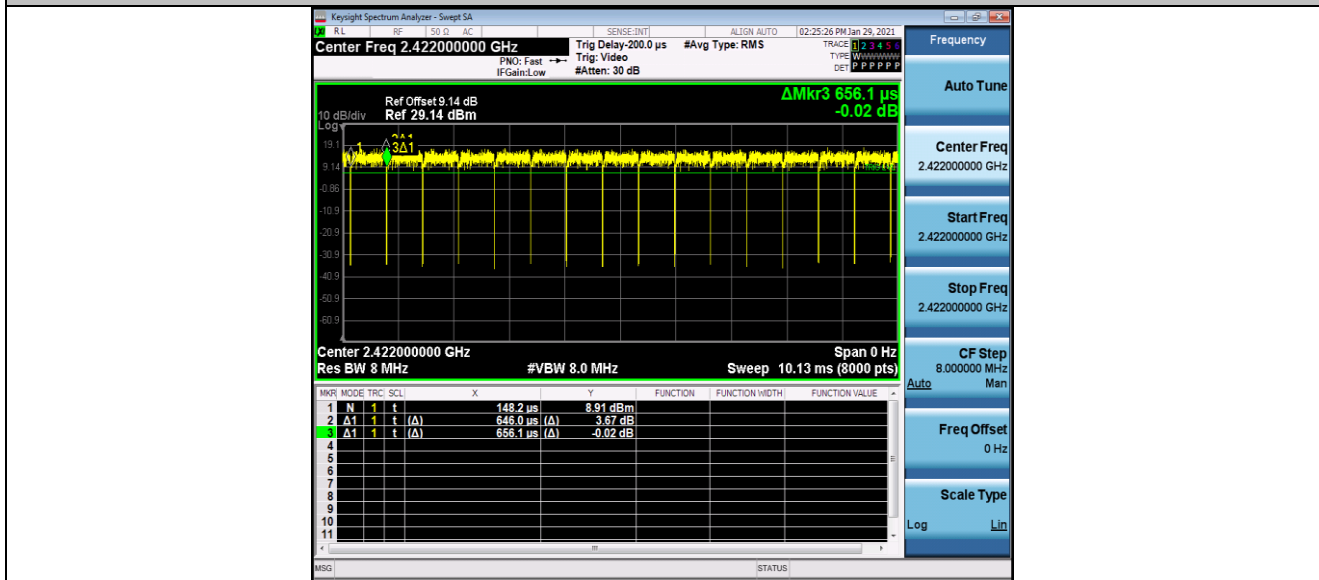 Keysight Spectrum Analyzer - Swept SA
RL RF 50 Ω AC SENSE:INT ALIGN AUTO 02:25:26 PM Jan 29, 2021
Center Freq 2.422000000 GHz
PNO: Fast
IFGain:Low
Trig Delay-200.0 µs
Trig: Video
#Atten: 30 dB
#Avg Type: RMS
TRACE 1 2 3 4 5 6
TYPE WWWWWW
DET P P P P P P
ΔMkr3 656.1 µs
-0.02 dB
Ref Offset 9.14 dB
10 dB/div Ref 29.14 dBm
Log
19.1
9.14
-0.86
-10.9
-20.9
-30.9
-40.9
-50.9
-60.9
1
3Δ1
Center 2.422000000 GHz Span 0 Hz
Res BW 8 MHz #VBW 8.0 MHz Sweep 10.13 ms (8000 pts)
MKR MODE TRC SCL X Y FUNCTION FUNCTION WIDTH FUNCTION VALUE
1 N 1 t 148.2 µs 8.91 dBm
2 Δ1 1 t (Δ) 646.0 µs (Δ) 3.67 dB
3 Δ1 1 t (Δ) 656.1 µs (Δ) -0.02 dB
4
5
6
7
8
9
10
11
MSG STATUS
Frequency
Auto Tune
Center Freq
2.422000000 GHz
Start Freq
2.422000000 GHz
Stop Freq
2.422000000 GHz
CF Step
8.000000 MHz
Auto Man
Freq Offset
0 Hz
Scale Type
Log Lin